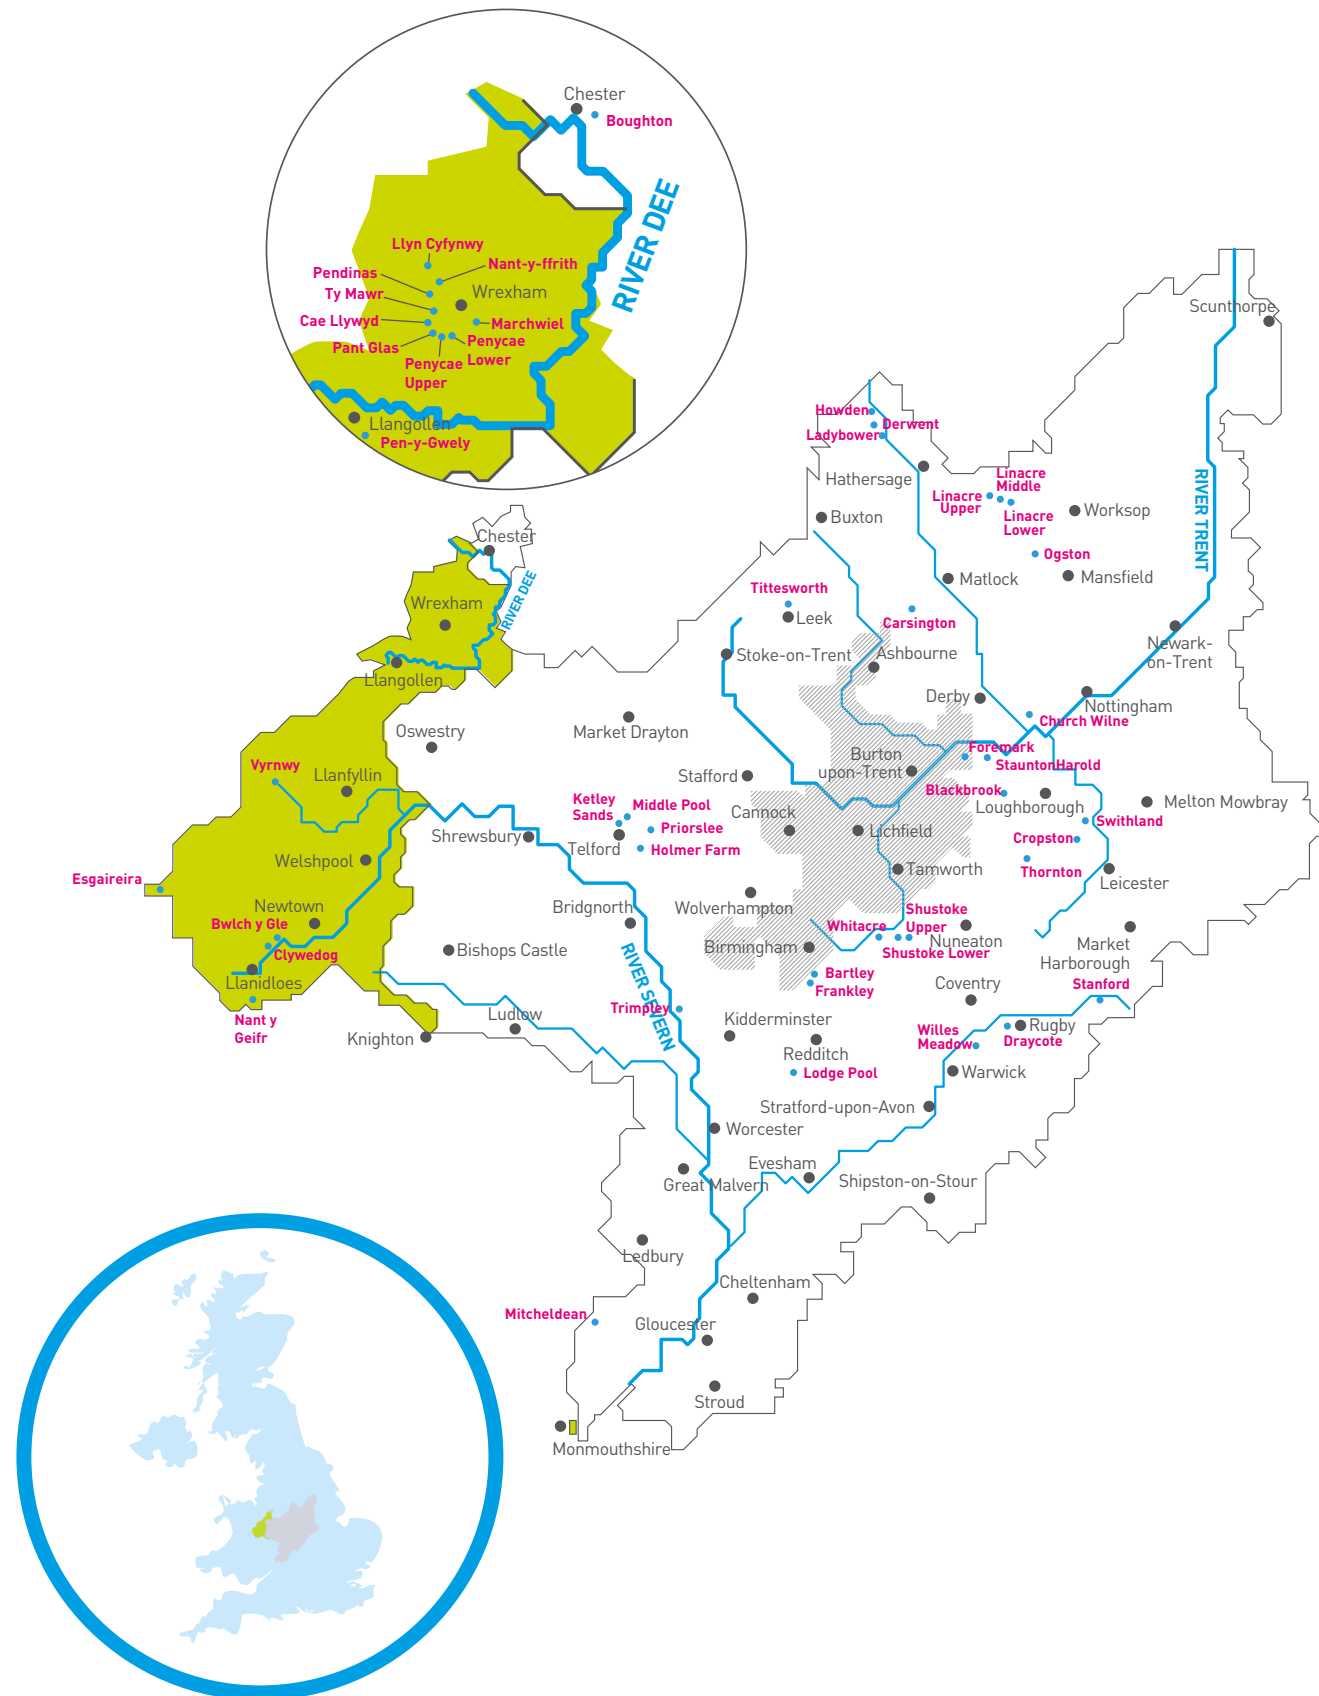 Chester
Boughton
RIVER DEE
Llyn Cyfynwy
Nant-y-ffrith
Pendinas
Ty Mawr
Wrexham
Cae Llywyd
Marchwiel
Pant Glas
Penycae
Lower
Penycae
Upper
Llangollen
Pen-y-Gwely
Scunthorpe
Howden
Derwent
Ladybower
Hathersage
Linacre
Middle
Linacre
Upper
Linacre
Lower
Worksop
RIVER TRENT
Buxton
Ogston
Chester
Matlock
Mansfield
RIVER DEE
Tittesworth
Leek
Carsington
Wrexham
Newark-
on-Trent
Stoke-on-Trent
Ashbourne
Llangollen
Derby
Nottingham
Church Wilne
Oswestry
Market Drayton
Foremark
StauntonHarold
Burton
upon-Trent
Vyrnwy
Llanfyllin
Stafford
Blackbrook
Loughborough
Melton Mowbray
Ketley
Sands
Middle Pool
Cannock
Swithland
Priorslee
Lichfield
Shrewsbury
Telford
Holmer Farm
Cropston
Welshpool
Thornton
Tamworth
Leicester
Esgaireira
Newtown
Bridgnorth
Wolverhampton
Bwlch y Gle
Whitacre
Shustoke
Upper
Nuneaton
Market
Harborough
Clywedog
Bishops Castle
Birmingham
Shustoke Lower
Llanidloes
Bartley
Frankley
Coventry
Stanford
RIVER SEVERN
Trimpley
Nant y
Geifr
Ludlow
Kidderminster
Willes
Meadow
Rugby
Draycote
Knighton
Redditch
Lodge Pool
Warwick
Stratford-upon-Avon
Worcester
Evesham
Great Malvern
Shipston-on-Stour
Ledbury
Cheltenham
Mitcheldean
Gloucester
Stroud
Monmouthshire